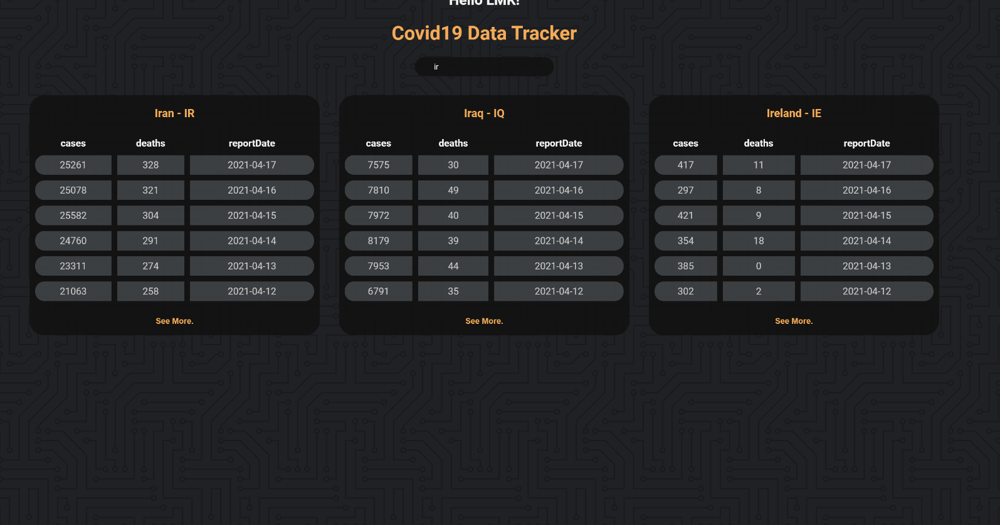 Hello LMK!
Covid19 Data Tracker
ir
Iran - IR
cases deaths reportDate
25261 328 2021-04-17
25078 321 2021-04-16
25582 304 2021-04-15
24760 291 2021-04-14
23311 274 2021-04-13
21063 258 2021-04-12
See More.
Iraq - IQ
cases deaths reportDate
7575 30 2021-04-17
7810 49 2021-04-16
7972 40 2021-04-15
8179 39 2021-04-14
7953 44 2021-04-13
6791 35 2021-04-12
See More.
Ireland - IE
cases deaths reportDate
417 11 2021-04-17
297 8 2021-04-16
421 9 2021-04-15
354 18 2021-04-14
385 0 2021-04-13
302 2 2021-04-12
See More.